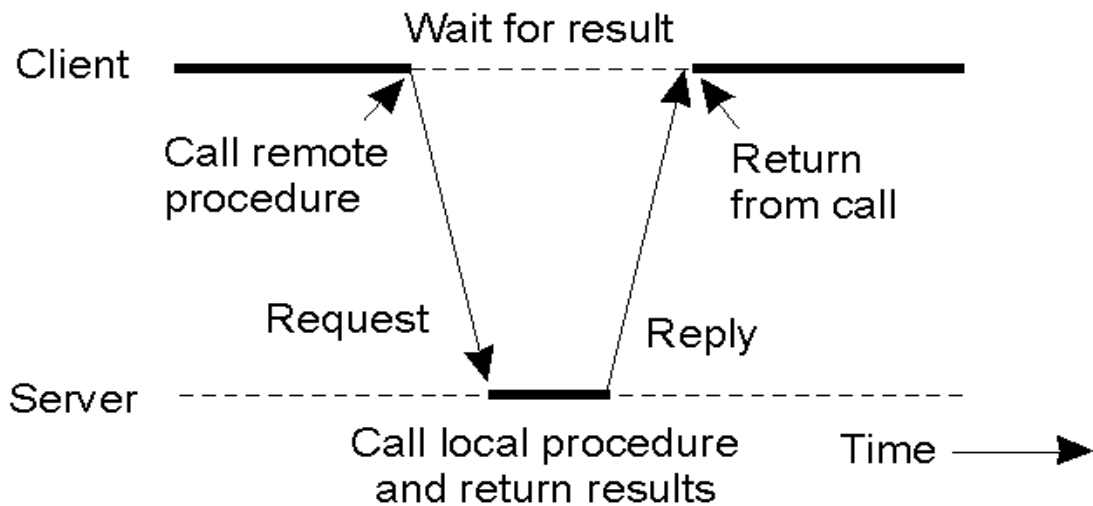 Wait for result
Client
Call remote
procedure
Return
from call
Request
Reply
Server
Call local procedure
and return results
Time